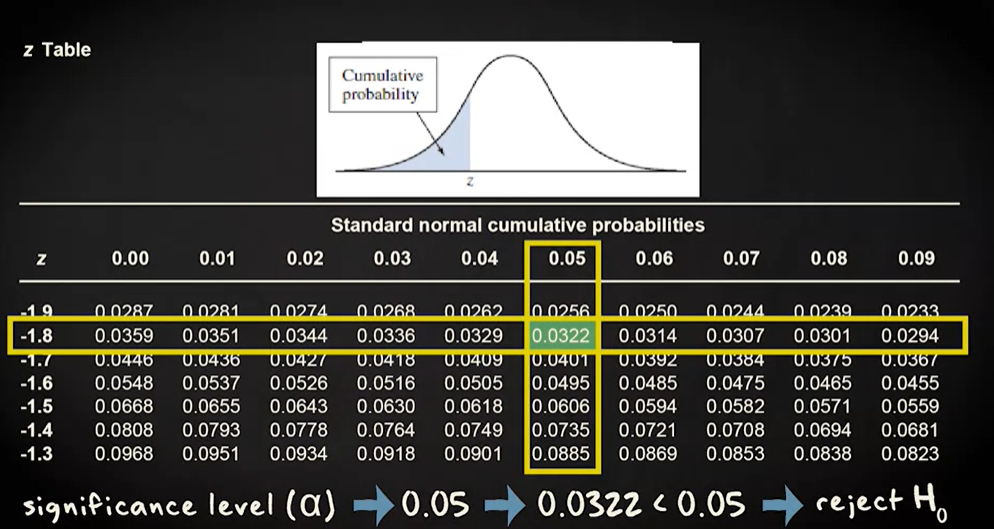 z Table
Cumulative
probability
z
Standard normal cumulative probabilities
z 0.00 0.01 0.02 0.03 0.04 0.05 0.06 0.07 0.08 0.09
-1.9 0.0287 0.0281 0.0274 0.0268 0.0262 0.0256 0.0250 0.0244 0.0239 0.0233
-1.8 0.0359 0.0351 0.0344 0.0336 0.0329 0.0322 0.0314 0.0307 0.0301 0.0294
-1.7 0.0446 0.0436 0.0427 0.0418 0.0409 0.0401 0.0392 0.0384 0.0375 0.0367
-1.6 0.0548 0.0537 0.0526 0.0516 0.0505 0.0495 0.0485 0.0475 0.0465 0.0455
-1.5 0.0668 0.0655 0.0643 0.0630 0.0618 0.0606 0.0594 0.0582 0.0571 0.0559
-1.4 0.0808 0.0793 0.0778 0.0764 0.0749 0.0735 0.0721 0.0708 0.0694 0.0681
-1.3 0.0968 0.0951 0.0934 0.0918 0.0901 0.0885 0.0869 0.0853 0.0838 0.0823
significance level (α) → 0.05 → 0.0322 < 0.05 → reject H₀